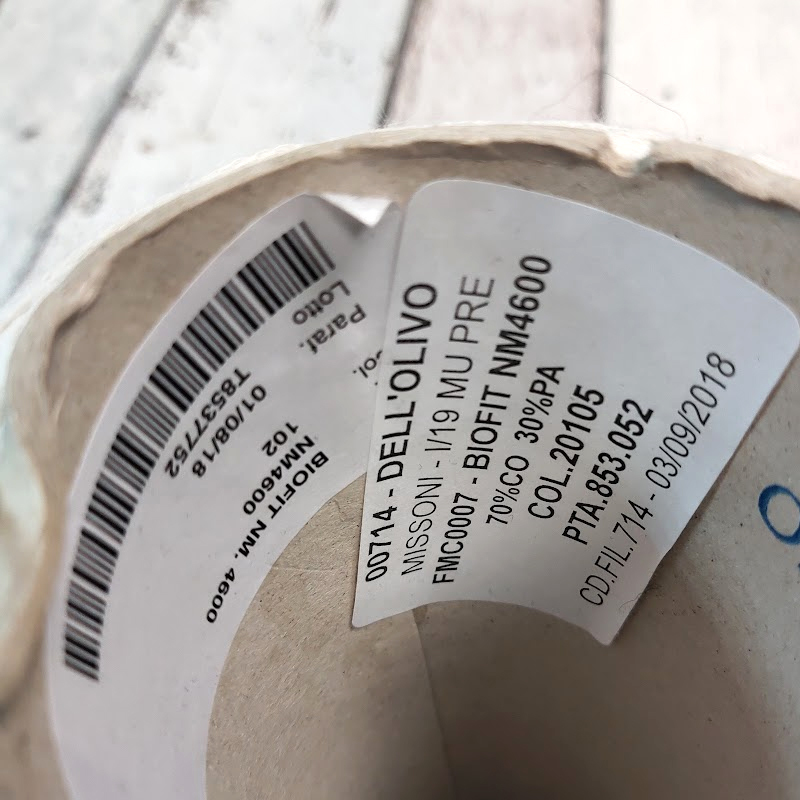 00714 - DELL'OLIVO
MISSONI - I/19 MU PRE
FMC0007 - BIOFIT NM4600
70%CO 30%PA
COL.20105
PTA.853.052
CD.FIL.714 - 03/09/2018
Lotto
Paraf.
T8537752
01/08/18
102
NM4600
BIOFIT NM. 4600